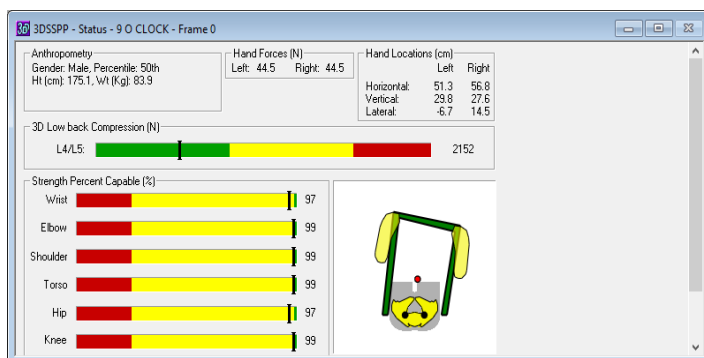 3DSSPP - Status - 9 O CLOCK - Frame 0
Anthropometry
Gender: Male, Percentile: 50th
Ht (cm): 175.1, Wt (Kg): 83.9
Hand Forces (N)
Left: 44.5 Right: 44.5
Hand Locations (cm)
Left Right
Horizontal: 51.3 56.8
Vertical: 29.8 27.6
Lateral: -6.7 14.5
3D Low back Compression (N)
L4/L5: 2152
Strength Percent Capable (%)
Wrist 97
Elbow 99
Shoulder 99
Torso 99
Hip 97
Knee 99